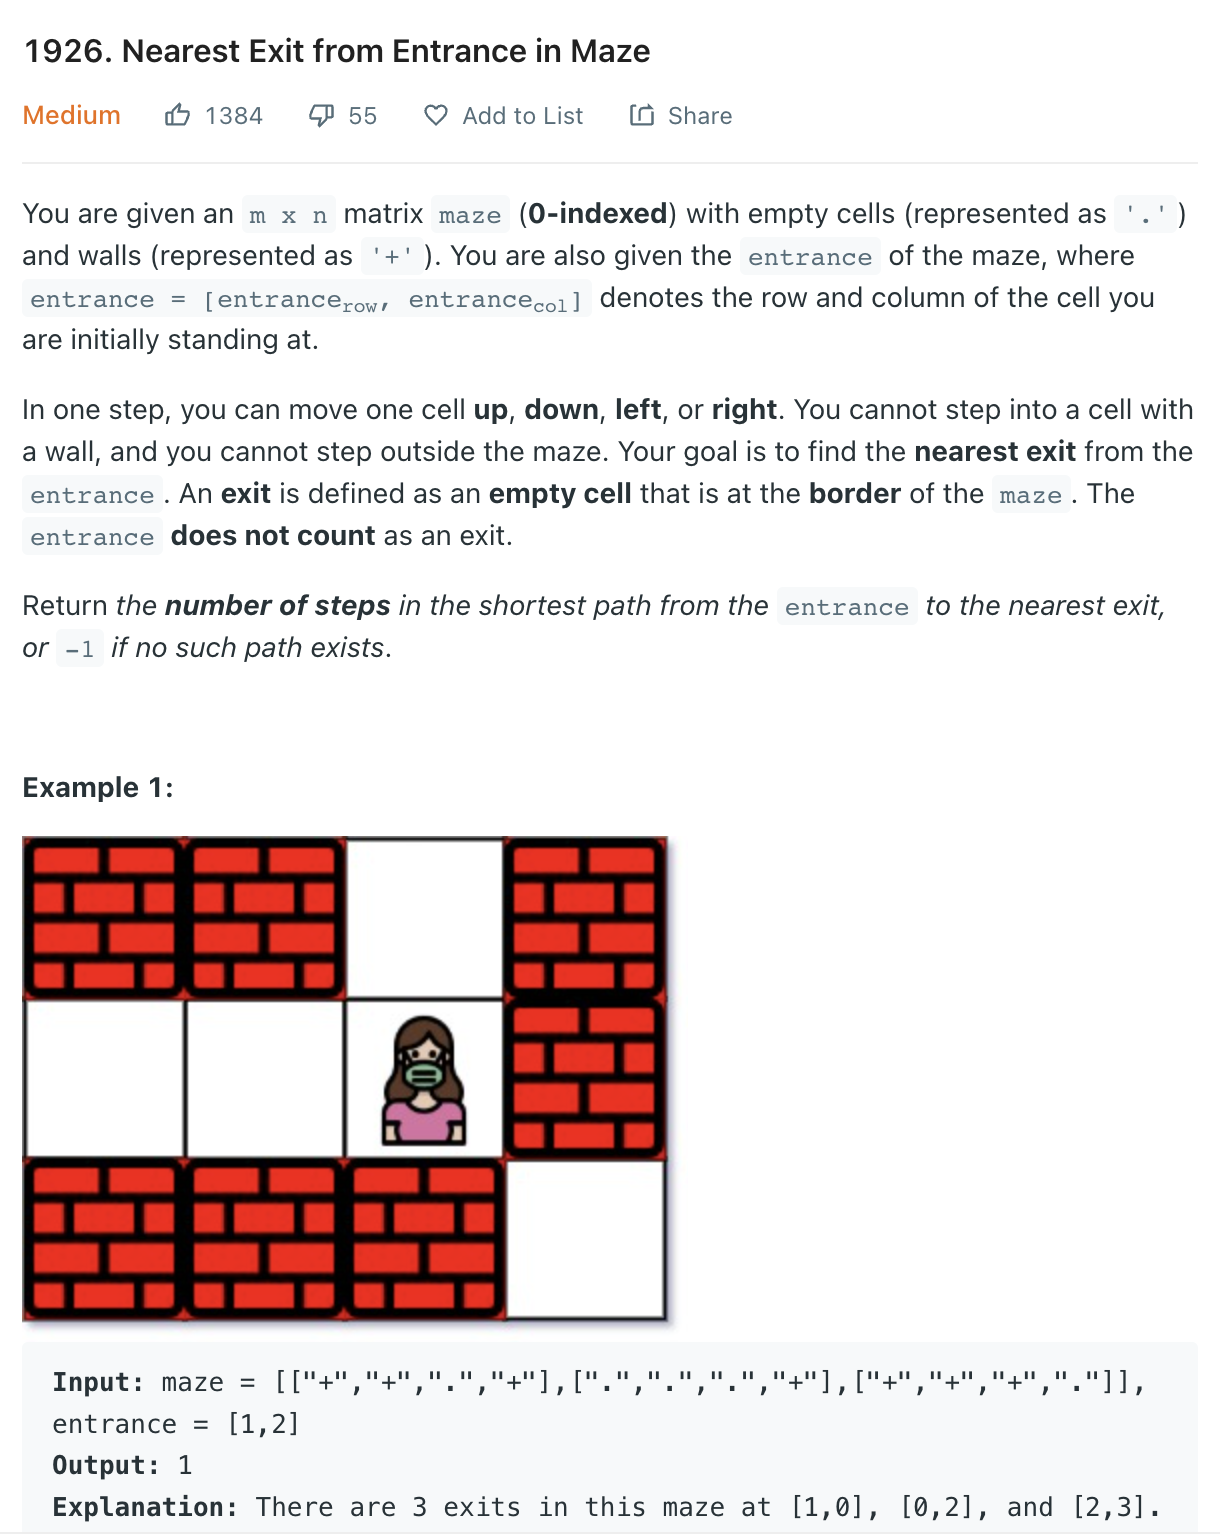 1926. Nearest Exit from Entrance in Maze
Medium 1384 55 Add to List Share
You are given an m x n matrix maze (0-indexed) with empty cells (represented as '.')
and walls (represented as '+'). You are also given the entrance of the maze, where
entrance = [entrancerow, entrancecol] denotes the row and column of the cell you
are initially standing at.
In one step, you can move one cell up, down, left, or right. You cannot step into a cell with
a wall, and you cannot step outside the maze. Your goal is to find the nearest exit from the
entrance. An exit is defined as an empty cell that is at the border of the maze. The
entrance does not count as an exit.
Return the number of steps in the shortest path from the entrance to the nearest exit,
or -1 if no such path exists.
Example 1:
Input: maze = [["+","+",".","+"],[".",".",".","+"],["+","+","+","."]],
entrance = [1,2]
Output: 1
Explanation: There are 3 exits in this maze at [1,0], [0,2], and [2,3].